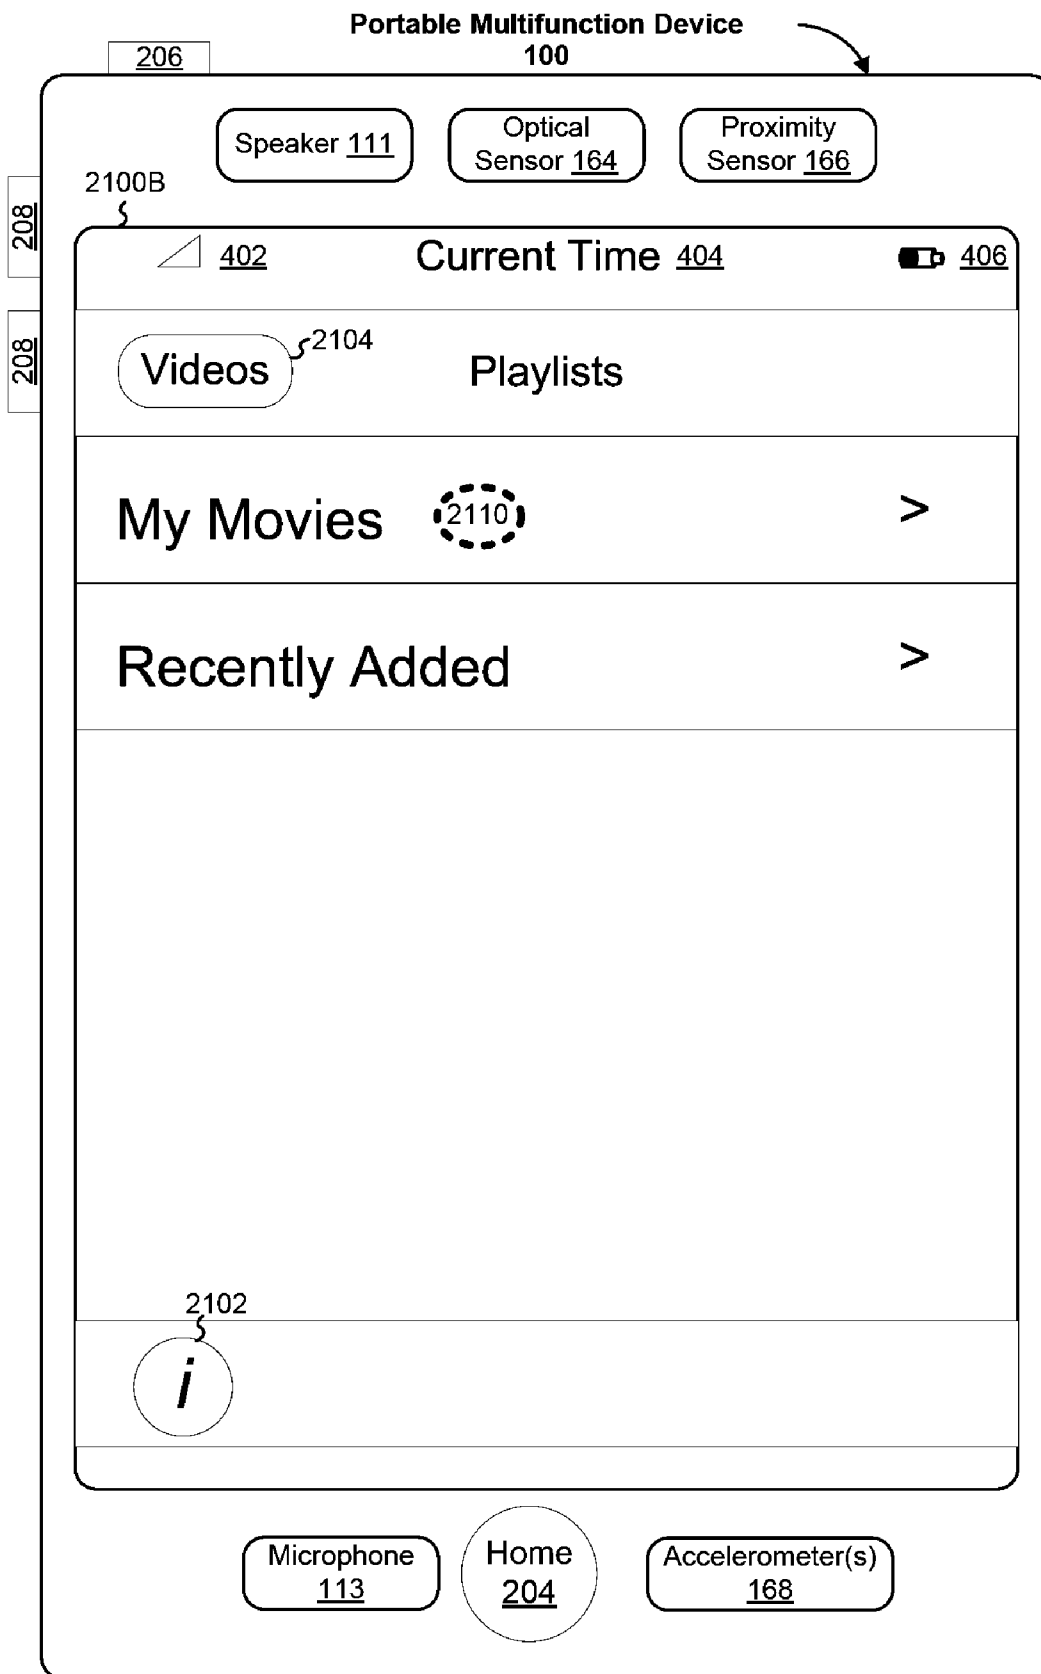 Portable Multifunction Device
100
206
Speaker 111
Optical
Sensor 164
Proximity
Sensor 166
2100B
208
402
Current Time 404
406
208
Videos
2104
Playlists
My Movies
2110
>
Recently Added
>
2102
i
Microphone
113
Home
204
Accelerometer(s)
168